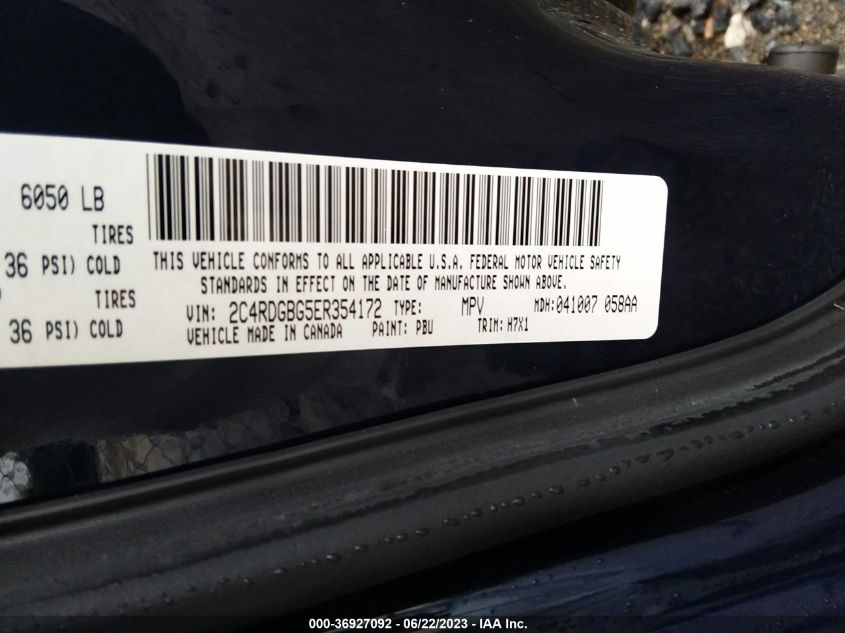 6050 LB
TIRES
36 PSI) COLD
TIRES
36 PSI) COLD
THIS VEHICLE CONFORMS TO ALL APPLICABLE U.S.A. FEDERAL MOTOR VEHICLE SAFETY
STANDARDS IN EFFECT ON THE DATE OF MANUFACTURE SHOWN ABOVE.
VIN: 2C4RDGBG5ER354172 TYPE: MPV MDH:041007 058AA
VEHICLE MADE IN CANADA PAINT: PBU TRIM: H7X1
000-36927092 - 06/22/2023 - IAA Inc.